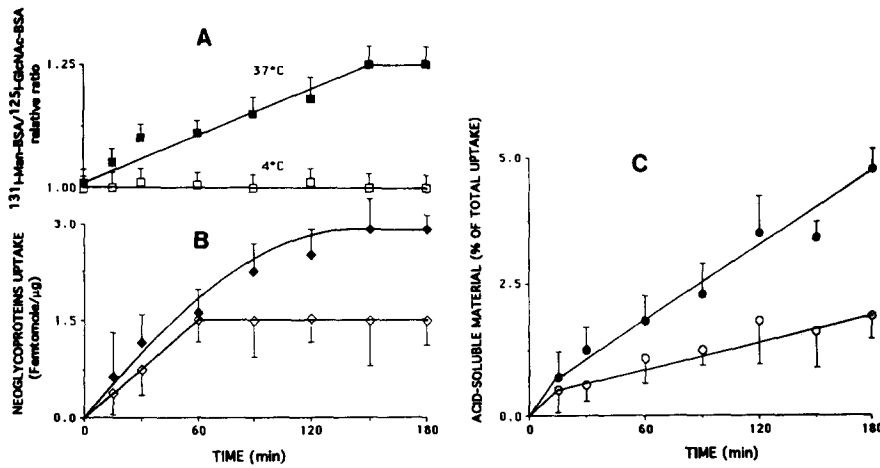 A
¹³¹I-Man-BSA/¹²⁵I-GlcNAc-BSA
relative ratio
1.25
1.00
37°C
4°C
B
NEOGLYCOPROTEINS UPTAKE
(Femtomole/µg)
3.0
1.5
0.0
0 60 120 180
TIME (min)
C
ACID-SOLUBLE MATERIAL (% OF TOTAL UPTAKE)
5.0
2.5
0.0
0 60 120 180
TIME (min)